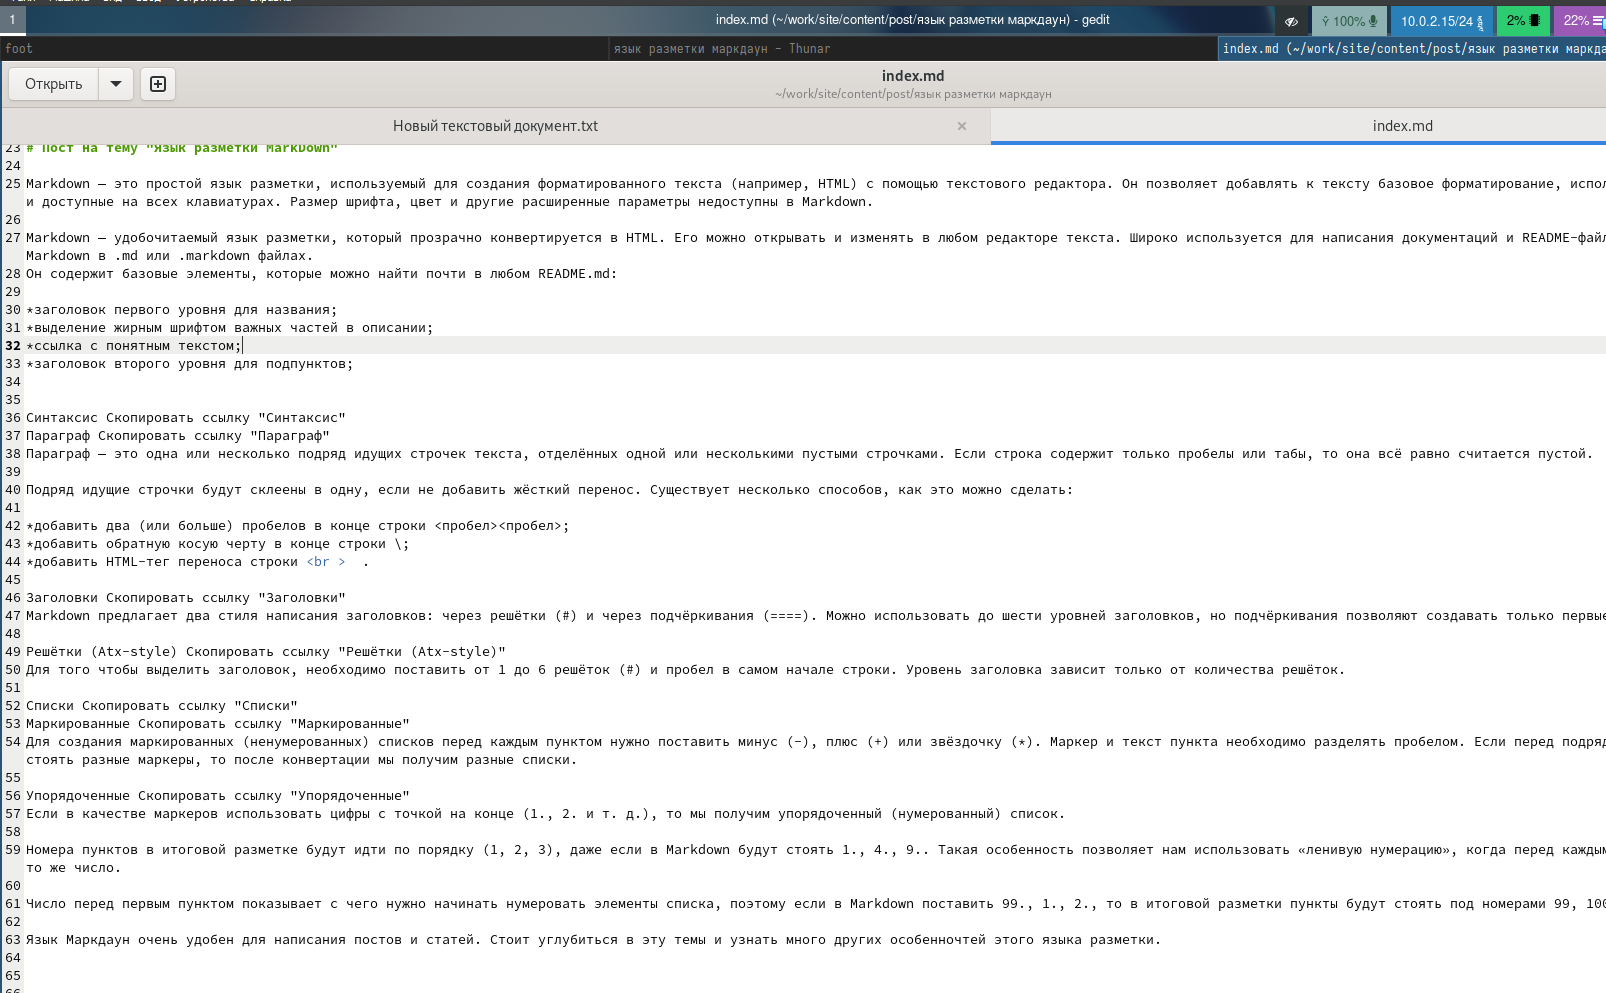 1
index.md (~/work/site/content/post/язык разметки маркдаун) - gedit
100%
10.0.2.15/24
2%
22%
foot
язык разметки маркдаун - Thunar
index.md (~/work/site/content/post/язык разметки маркда
Открыть
index.md
~/work/site/content/post/язык разметки маркдаун
Новый текстовый документ.txt
index.md
23 # Пост на тему "Язык разметки MarkDown"
24
25 Markdown — это простой язык разметки, используемый для создания форматированного текста (например, HTML) с помощью текстового редактора. Он позволяет добавлять к тексту базовое форматирование, испол
и доступные на всех клавиатурах. Размер шрифта, цвет и другие расширенные параметры недоступны в Markdown.
26
27 Markdown — удобочитаемый язык разметки, который прозрачно конвертируется в HTML. Его можно открывать и изменять в любом редакторе текста. Широко используется для написания документаций и README-файл
Markdown в .md или .markdown файлах.
28 Он содержит базовые элементы, которые можно найти почти в любом README.md:
29
30 *заголовок первого уровня для названия;
31 *выделение жирным шрифтом важных частей в описании;
32 *ссылка с понятным текстом;
33 *заголовок второго уровня для подпунктов;
34
35
36 Синтаксис Скопировать ссылку "Синтаксис"
37 Параграф Скопировать ссылку "Параграф"
38 Параграф — это одна или несколько подряд идущих строчек текста, отделённых одной или несколькими пустыми строчками. Если строка содержит только пробелы или табы, то она всё равно считается пустой.
39
40 Подряд идущие строчки будут склеены в одну, если не добавить жёсткий перенос. Существует несколько способов, как это можно сделать:
41
42 *добавить два (или больше) пробелов в конце строки <пробел><пробел>;
43 *добавить обратную косую черту в конце строки \;
44 *добавить HTML-тег переноса строки <br >  .
45
46 Заголовки Скопировать ссылку "Заголовки"
47 Markdown предлагает два стиля написания заголовков: через решётки (#) и через подчёркивания (====). Можно использовать до шести уровней заголовков, но подчёркивания позволяют создавать только первые
48
49 Решётки (Atx-style) Скопировать ссылку "Решётки (Atx-style)"
50 Для того чтобы выделить заголовок, необходимо поставить от 1 до 6 решёток (#) и пробел в самом начале строки. Уровень заголовка зависит только от количества решёток.
51
52 Списки Скопировать ссылку "Списки"
53 Маркированные Скопировать ссылку "Маркированные"
54 Для создания маркированных (ненумерованных) списков перед каждым пунктом нужно поставить минус (-), плюс (+) или звёздочку (*). Маркер и текст пункта необходимо разделять пробелом. Если перед подряд
стоять разные маркеры, то после конвертации мы получим разные списки.
55
56 Упорядоченные Скопировать ссылку "Упорядоченные"
57 Если в качестве маркеров использовать цифры с точкой на конце (1., 2. и т. д.), то мы получим упорядоченный (нумерованный) список.
58
59 Номера пунктов в итоговой разметке будут идти по порядку (1, 2, 3), даже если в Markdown будут стоять 1., 4., 9.. Такая особенность позволяет нам использовать «ленивую нумерацию», когда перед каждым
то же число.
60
61 Число перед первым пунктом показывает с чего нужно начинать нумеровать элементы списка, поэтому если в Markdown поставить 99., 1., 2., то в итоговой разметки пункты будут стоять под номерами 99, 100
62
63 Язык Маркдаун очень удобен для написания постов и статей. Стоит углубиться в эту темы и узнать много других особенночтей этого языка разметки.
64
65
66